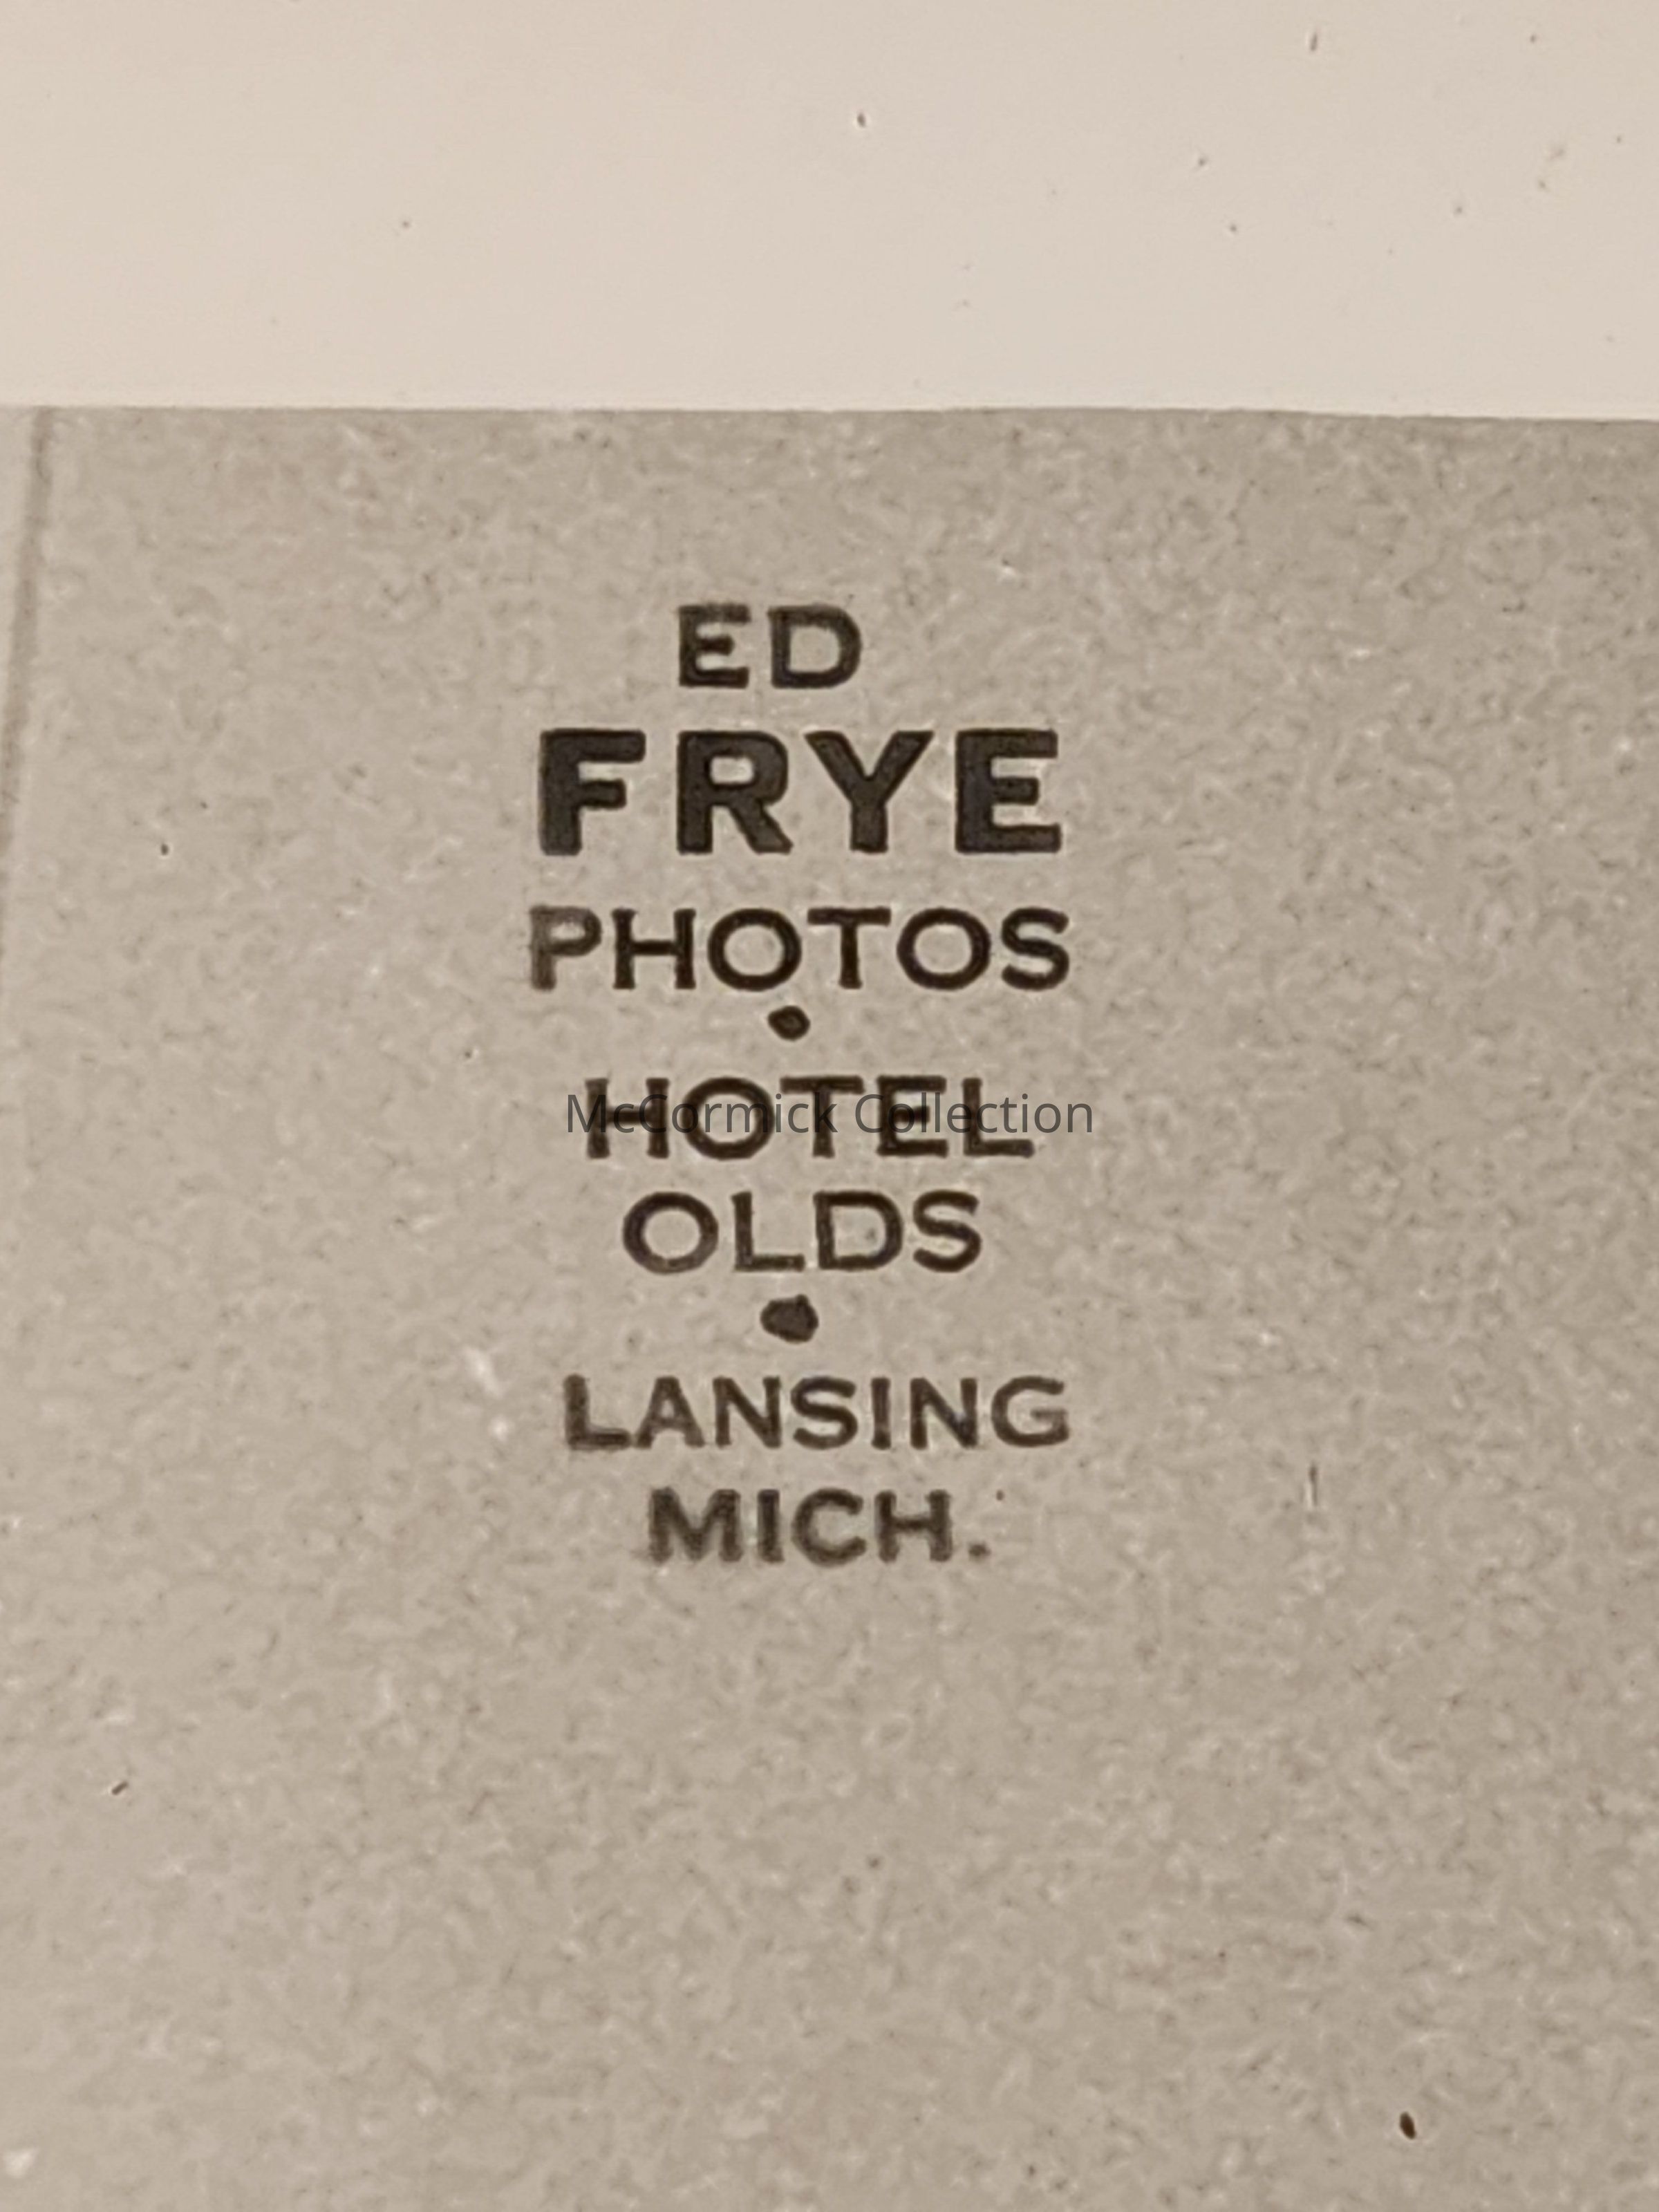 ED
FRYE
PHOTOS
•
HOTEL
McCormick Collection
OLDS
•
LANSING
MICH.